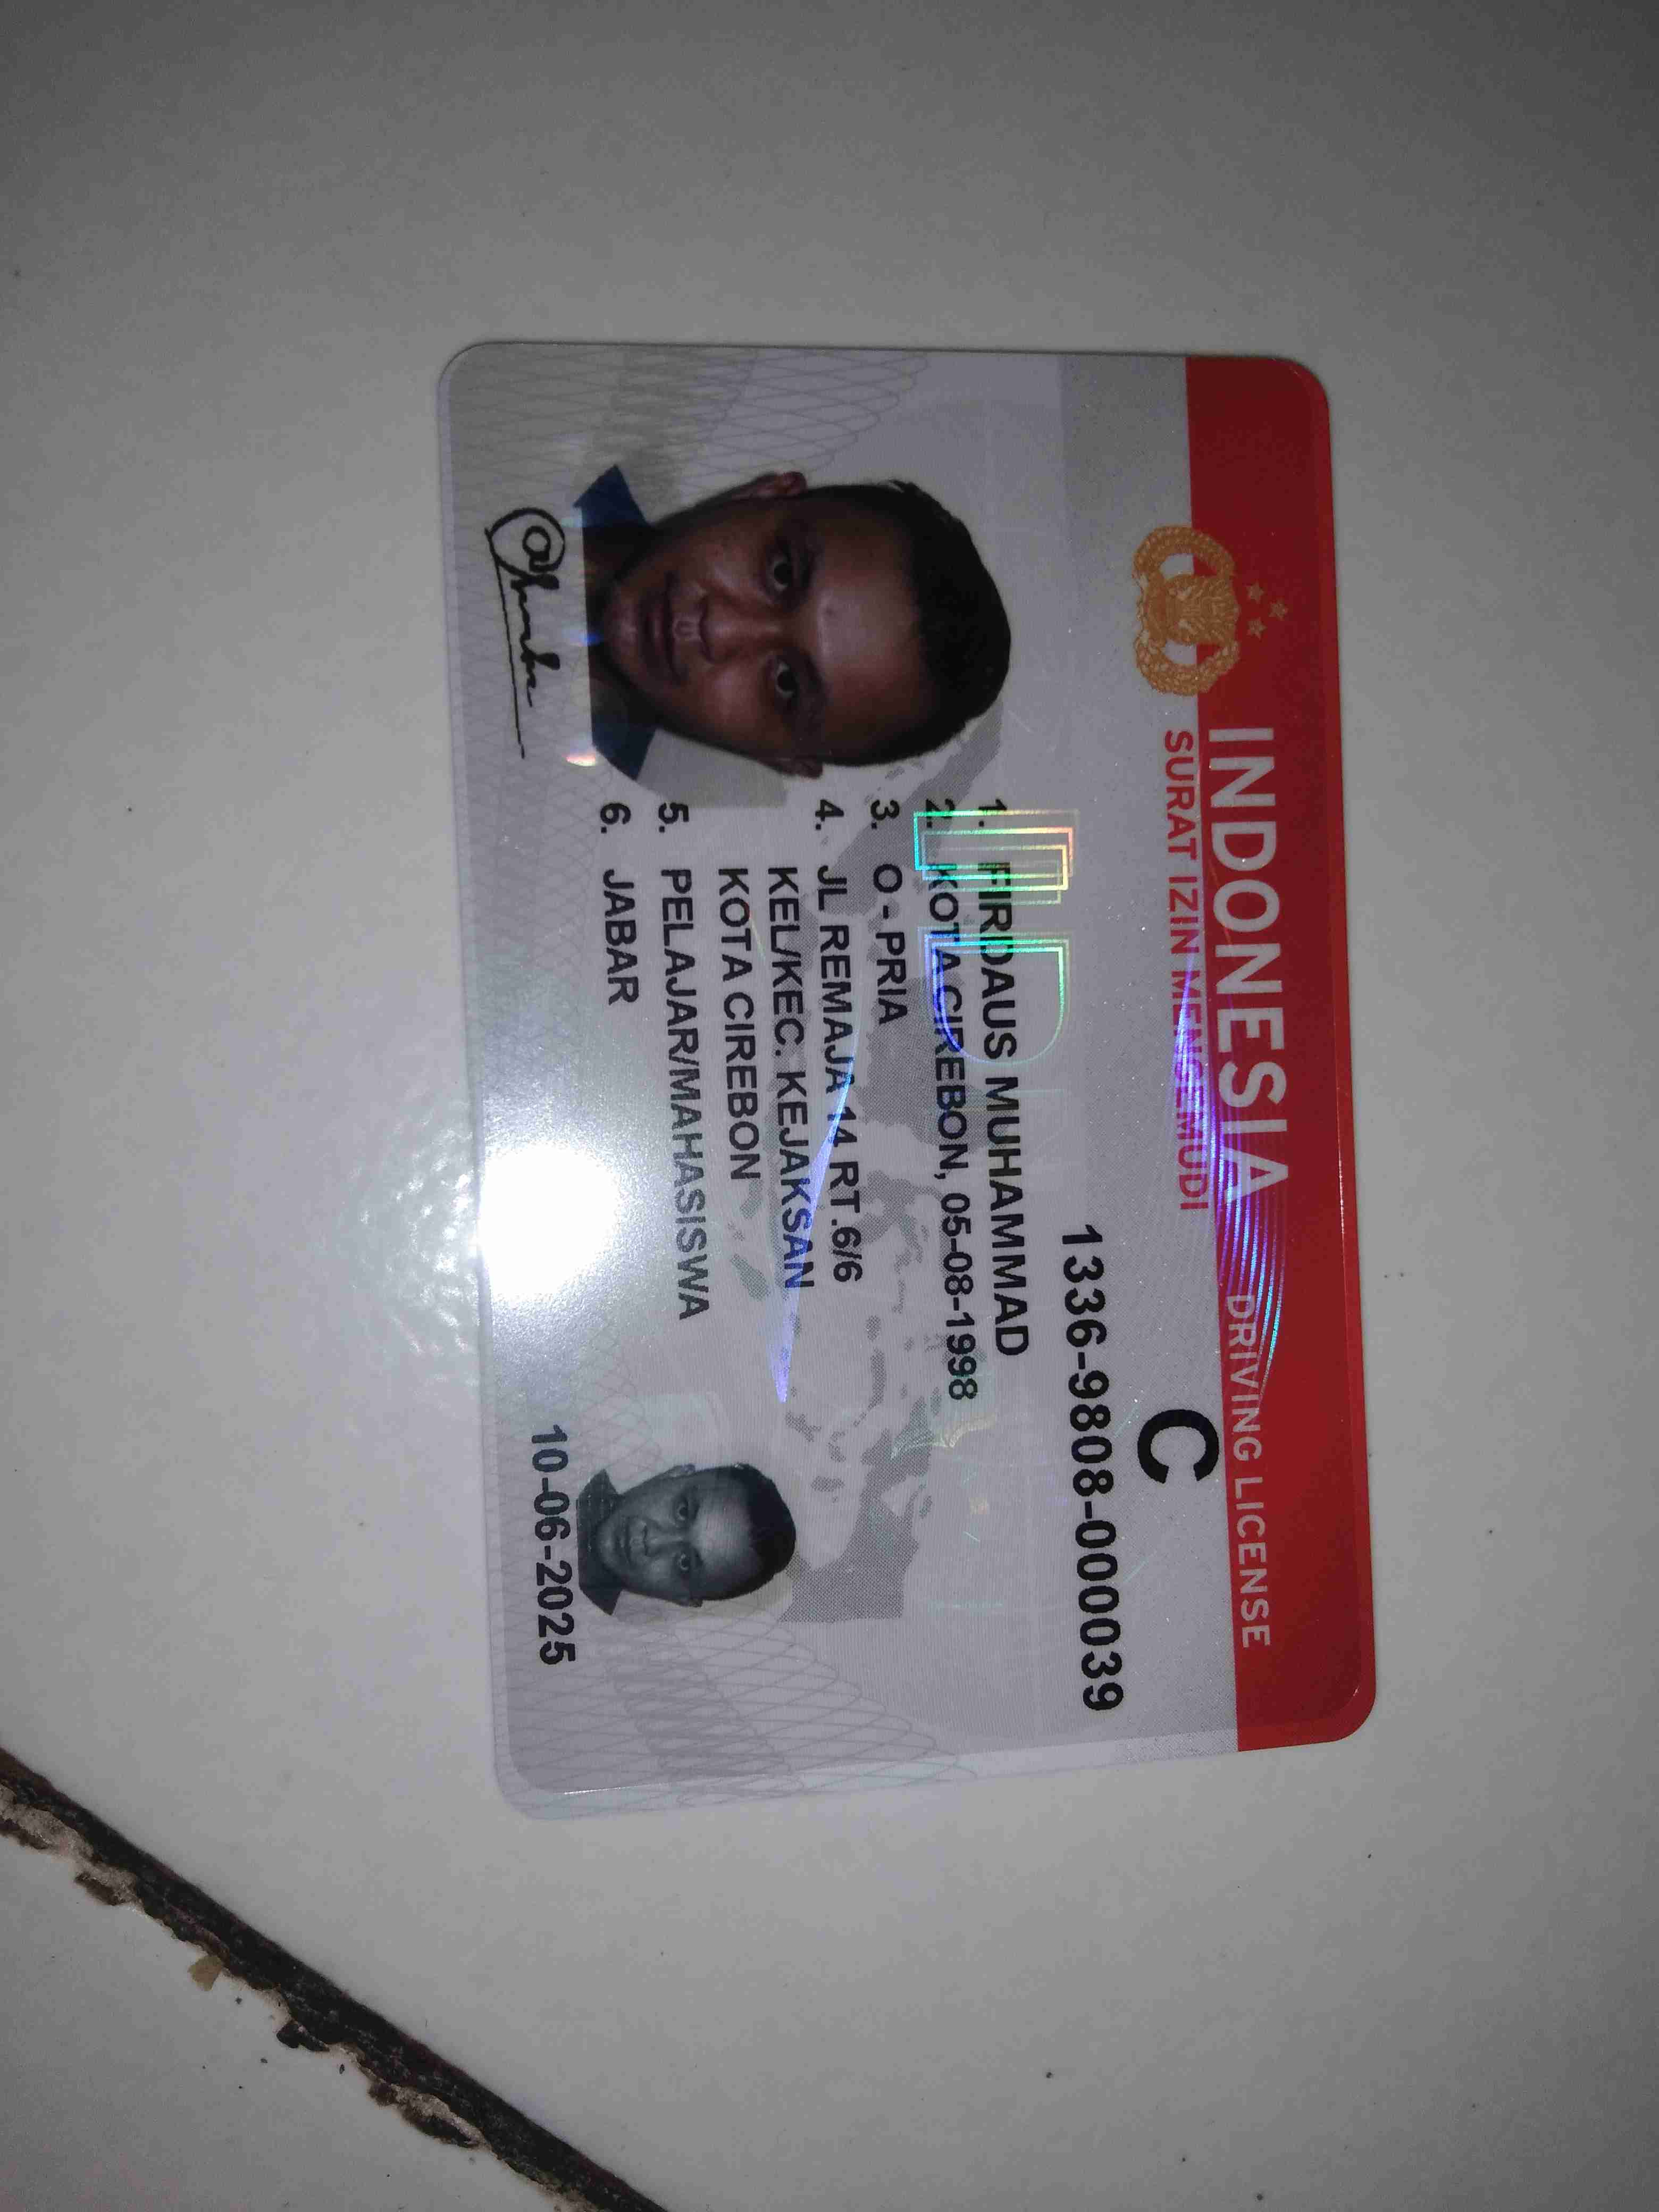 INDONESIA DRIVING LICENSE
SURAT IZIN MENGEMUDI
C
1336-9808-000039
1. FIRDAUS MUHAMMAD
2. KOTA CIREBON, 05-08-1998
3. O - PRIA
4. JL REMAJA 14 RT.6/6
KEL/KEC. KEJAKSAN
KOTA CIREBON
5. PELAJAR/MAHASISWA
6. JABAR
10-06-2025